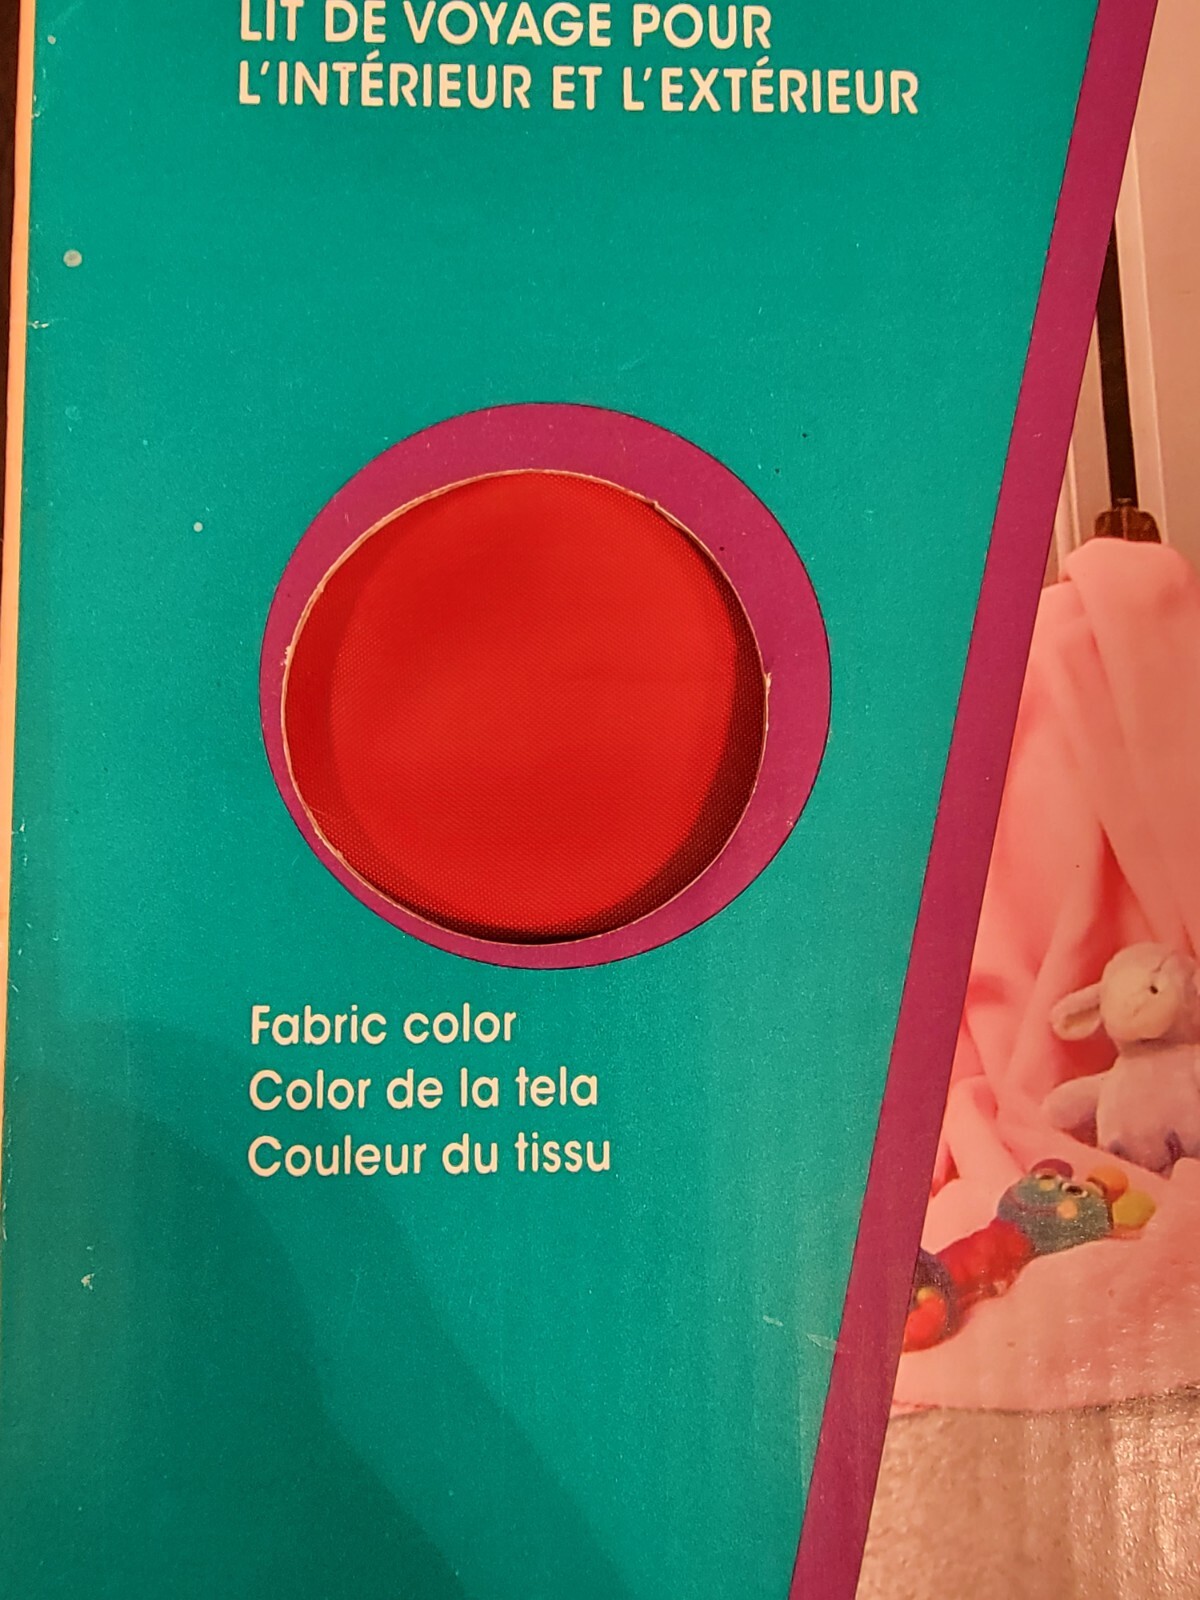 LIT DE VOYAGE POUR
L'INTÉRIEUR ET L'EXTÉRIEUR
Fabric color
Color de la tela
Couleur du tissu